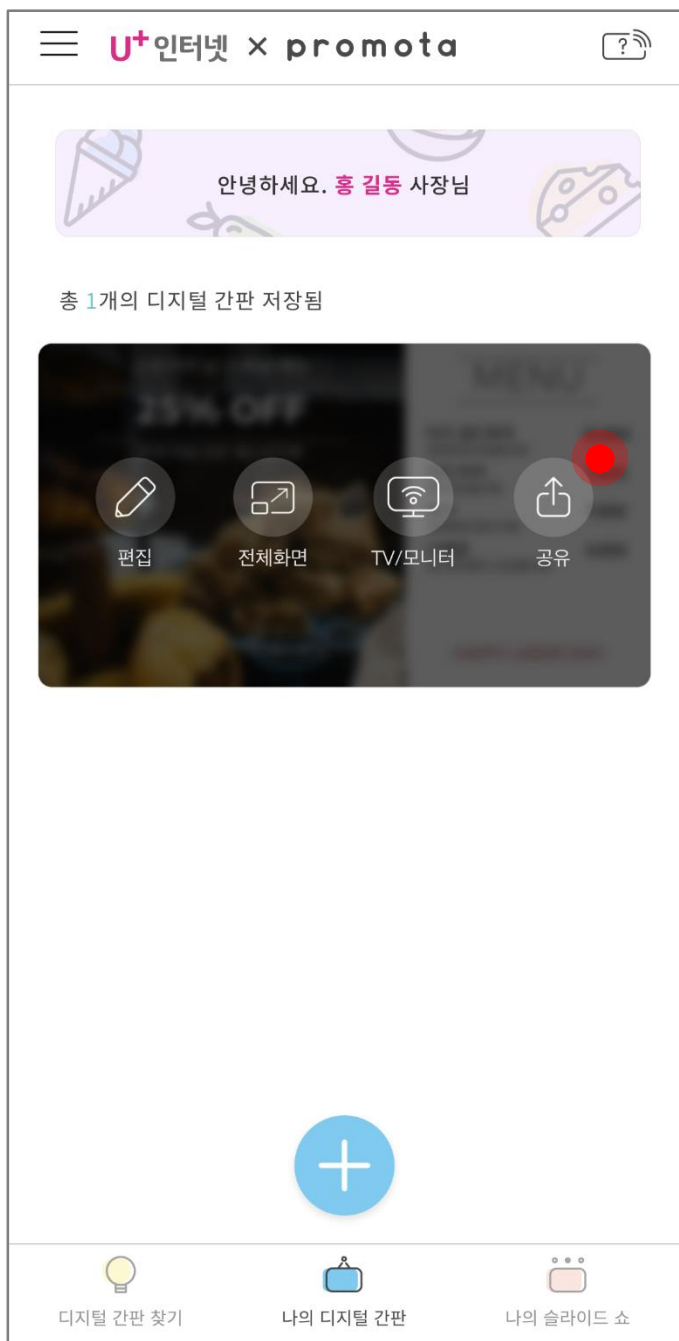 U+인터넷 × promota
?
안녕하세요. 홍 길동 사장님
총 1개의 디지털 간판 저장됨
MENU
25% OFF
편집 전체화면 TV/모니터 공유
디지털 간판 찾기 나의 디지털 간판 나의 슬라이드 쇼